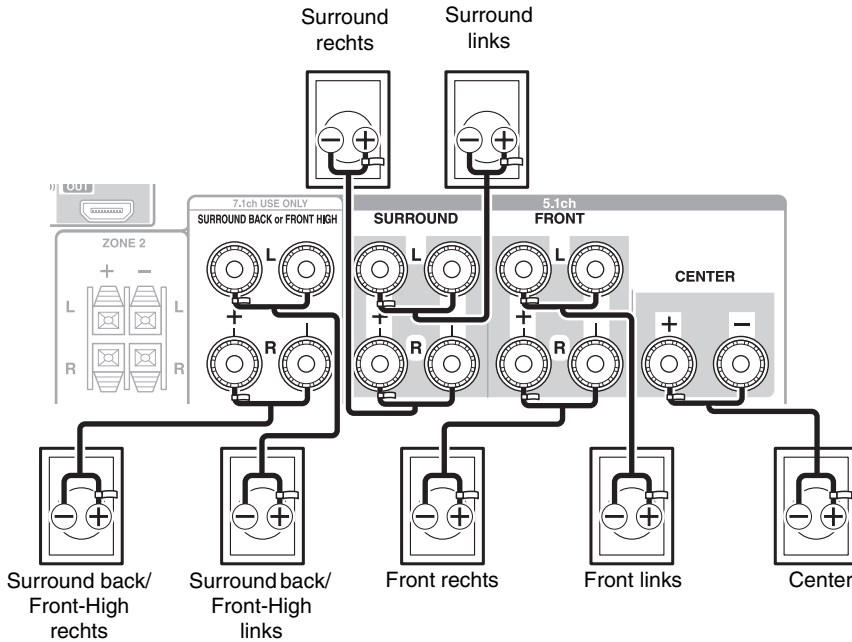 Surround
rechts
Surround
links
OUT
7.1ch USE ONLY
5.1ch
SURROUND BACK or FRONT HIGH
SURROUND
FRONT
ZONE 2
CENTER
+ −
L L
R R
L
+ −
R
L
+ −
R
L
+ −
R
+ −
− +
− +
− +
− +
− +
− +
− +
Surround back/
Front-High
rechts
Surround back/
Front-High
links
Front rechts
Front links
Center